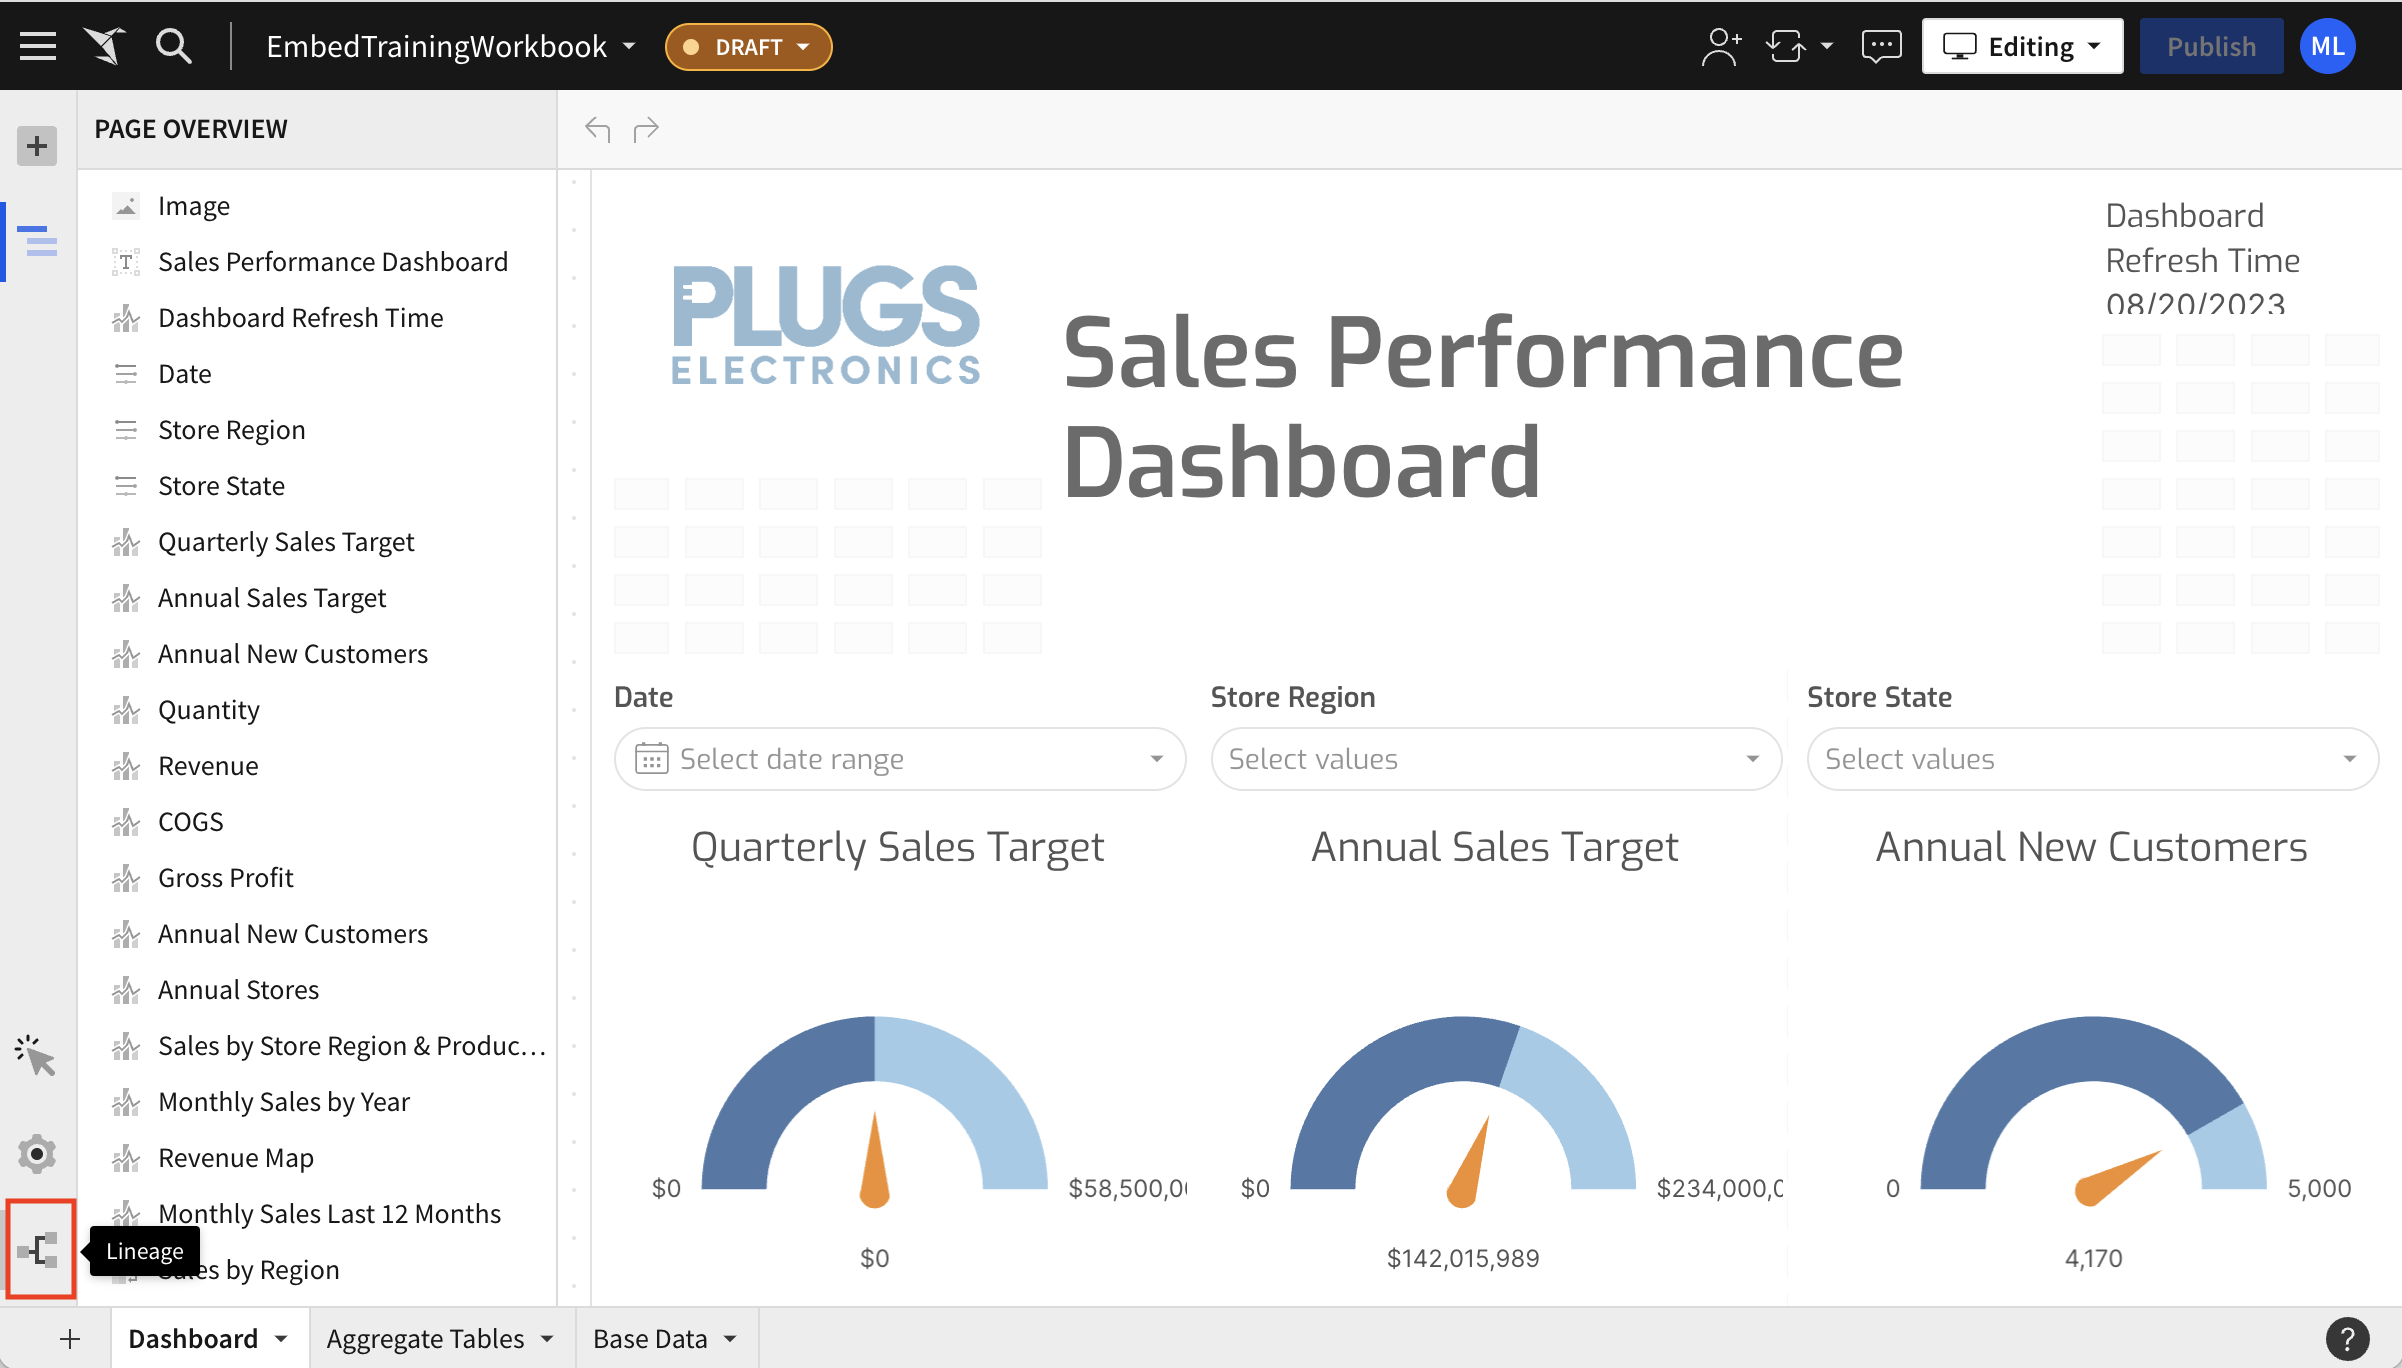 EmbedTrainingWorkbook
DRAFT
Editing
Publish
ML
PAGE OVERVIEW
Image
Sales Performance Dashboard
Dashboard Refresh Time
Date
Store Region
Store State
Quarterly Sales Target
Annual Sales Target
Annual New Customers
Quantity
Revenue
COGS
Gross Profit
Annual New Customers
Annual Stores
Sales by Store Region & Produc…
Monthly Sales by Year
Revenue Map
Monthly Sales Last 12 Months
Lineage
Sales by Region
PLUGS
ELECTRONICS
Sales Performance
Dashboard
Dashboard
Refresh Time
08/20/2023
Date
Select date range
Store Region
Select values
Store State
Select values
Quarterly Sales Target
$0
$58,500,0
$0
Annual Sales Target
$0
$234,000,0
$142,015,989
Annual New Customers
0
5,000
4,170
Dashboard
Aggregate Tables
Base Data
?